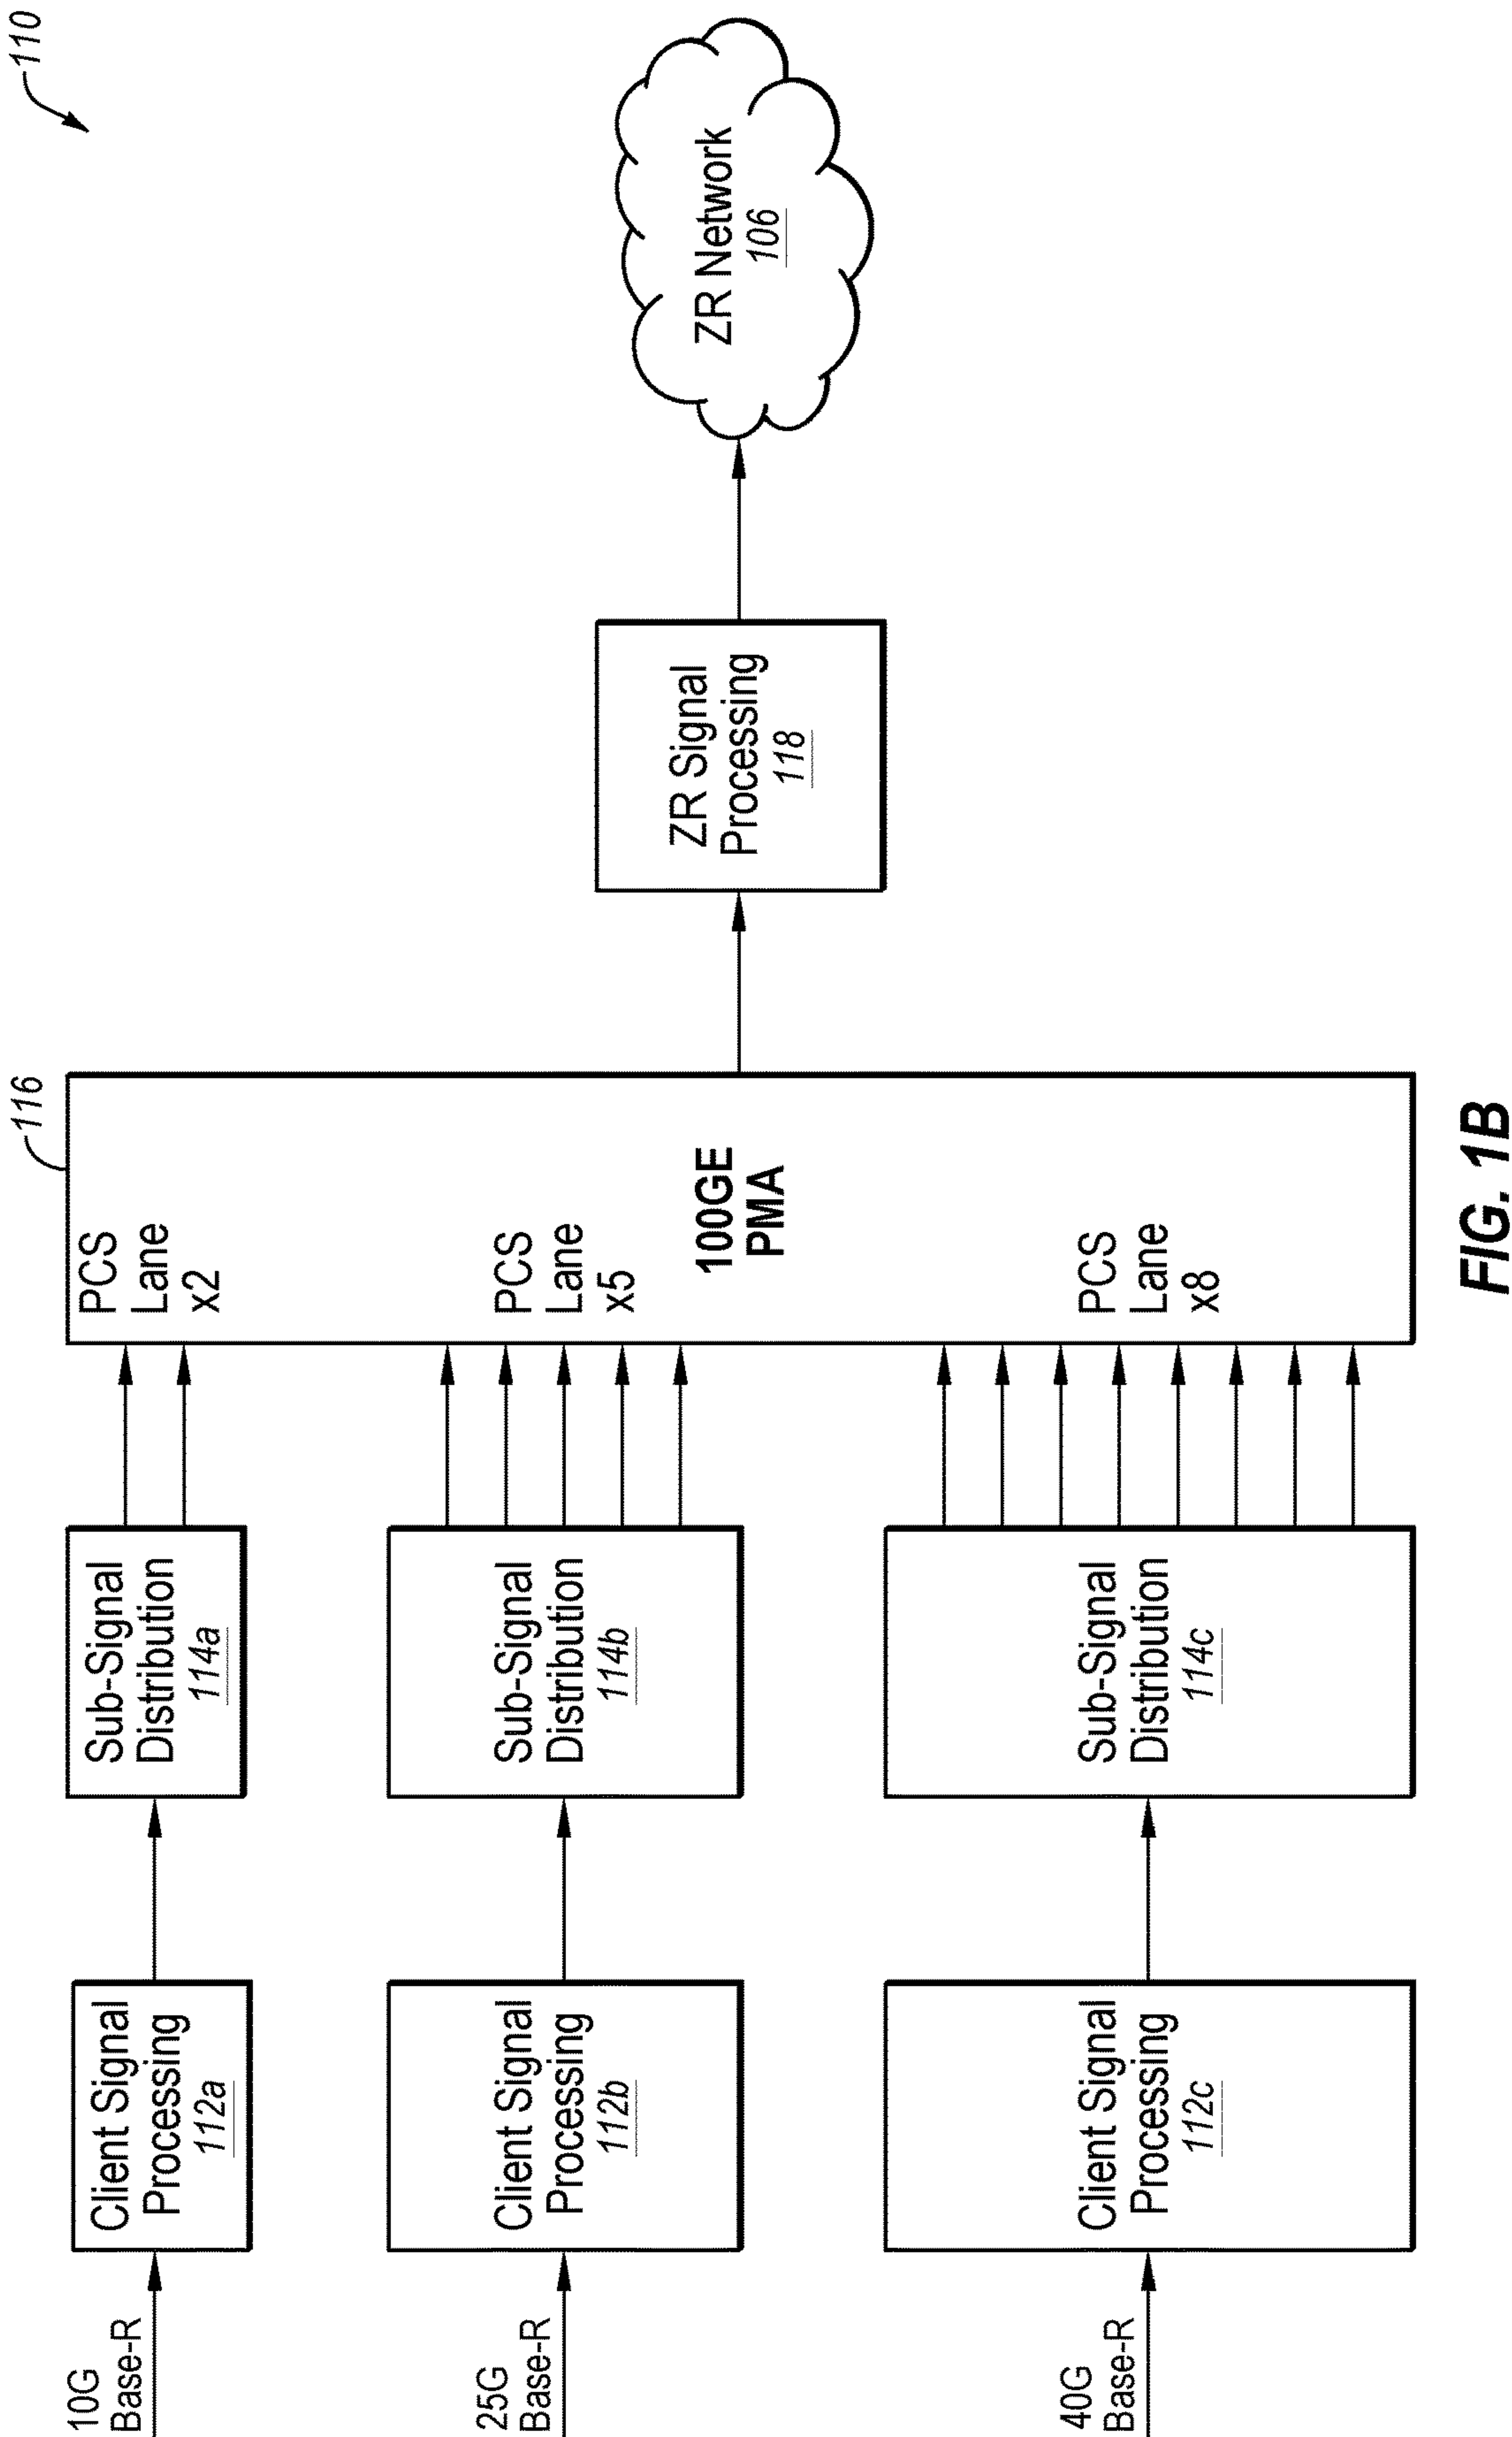 110
116
10G
Base-R
Client Signal
Processing
112a
Sub-Signal
Distribution
114a
PCS
Lane
x2
25G
Base-R
Client Signal
Processing
112b
Sub-Signal
Distribution
114b
PCS
Lane
x5
100GE
PMA
ZR Signal
Processing
118
ZR Network
106
40G
Base-R
Client Signal
Processing
112c
Sub-Signal
Distribution
114c
PCS
Lane
x8
FIG. 1B